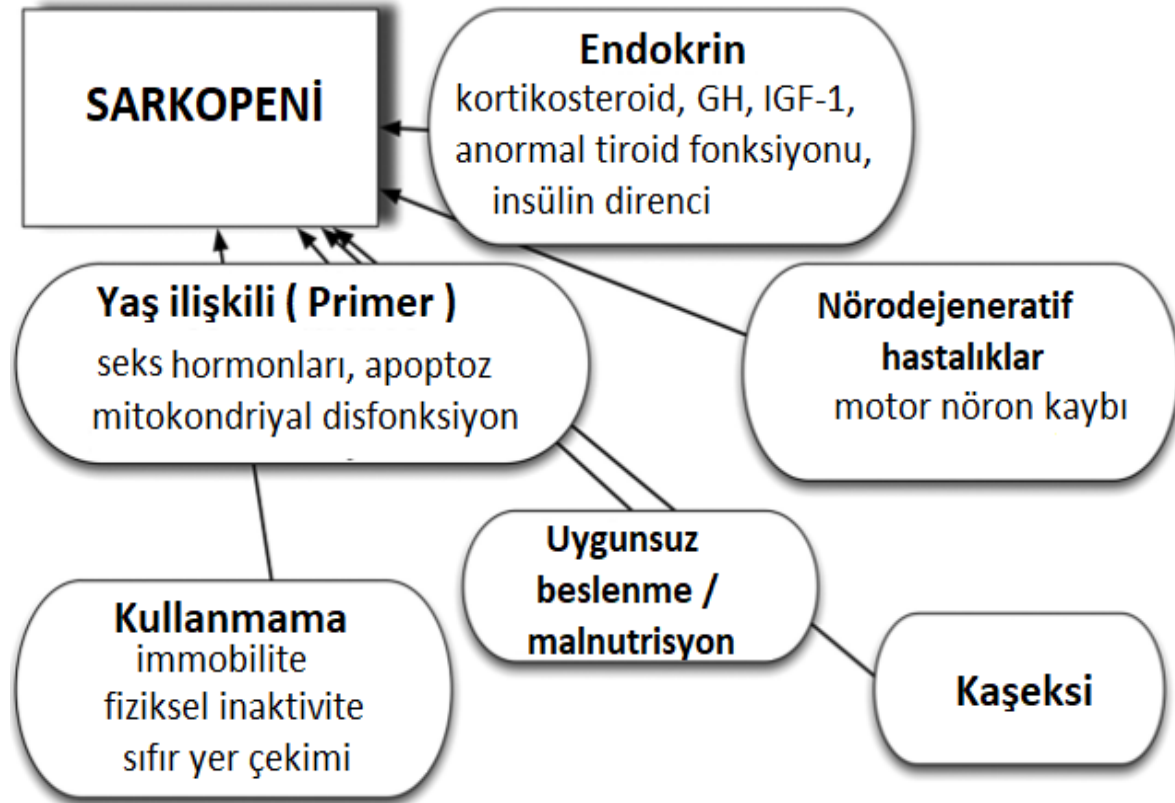 SARKOPENİ
Endokrin
kortikosteroid, GH, IGF-1,
anormal tiroid fonksiyonu,
insülin direnci
Yaş ilişkili ( Primer )
seks hormonları, apoptoz
mitokondriyal disfonksiyon
Nörodejeneratif
hastalıklar
motor nöron kaybı
Uygunsuz
beslenme /
malnutrisyon
Kullanmama
immobilite
fiziksel inaktivite
sıfır yer çekimi
Kaşeksi